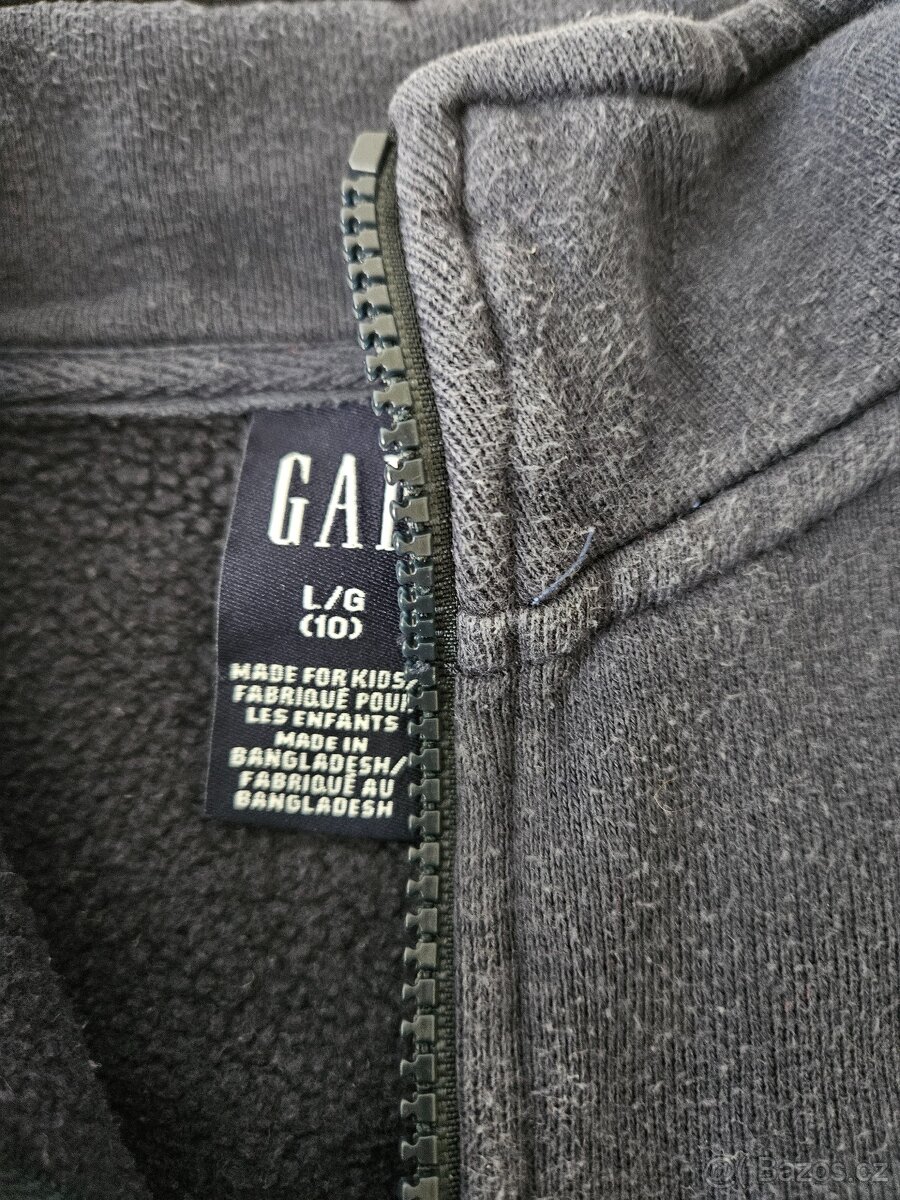 GAP
L/G
(10)
MADE FOR KIDS/
FABRIQUÉ POUR
LES ENFANTS
MADE IN
BANGLADESH/
FABRIQUÉ AU
BANGLADESH
Bazos.cz